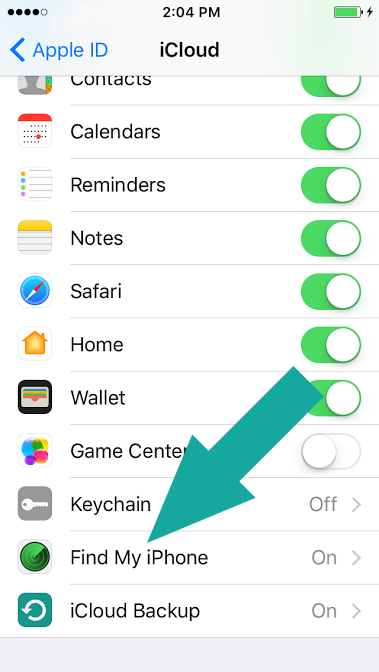 2:04 PM
Apple ID iCloud
Contacts
Calendars
Reminders
Notes
Safari
Home
Wallet
Game Center
Keychain Off
Find My iPhone On
iCloud Backup On